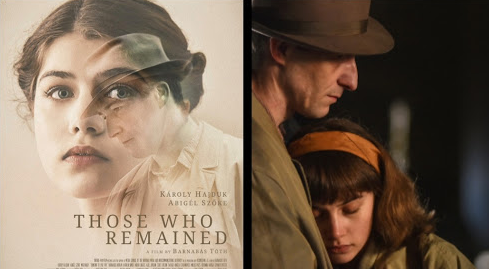 KÁROLY HAJDUK
ABIGÉL SZŐKE
THOSE WHO
REMAINED
A FILM BY BARNABÁS TÓTH